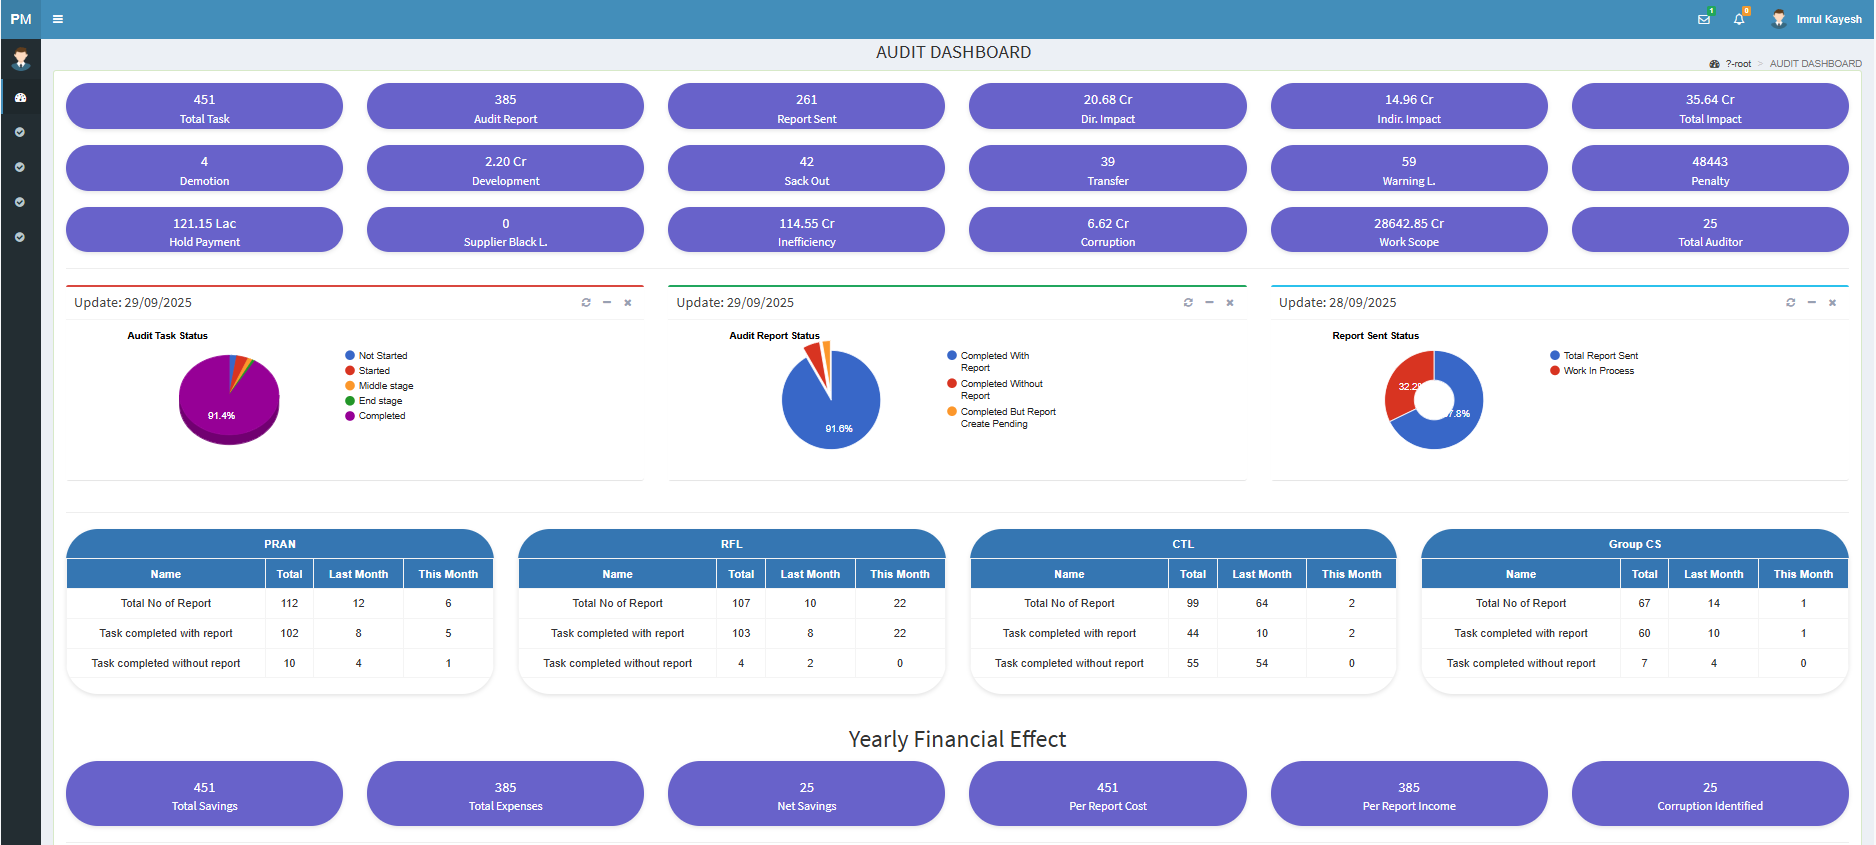 PM
1
0
Imrul Kayesh
AUDIT DASHBOARD
?-root > AUDIT DASHBOARD
451
Total Task
385
Audit Report
261
Report Sent
20.68 Cr
Dir. Impact
14.96 Cr
Indir. Impact
35.64 Cr
Total Impact
4
Demotion
2.20 Cr
Development
42
Sack Out
39
Transfer
59
Warning L.
48443
Penalty
121.15 Lac
Hold Payment
0
Supplier Black L.
114.55 Cr
Inefficiency
6.62 Cr
Corruption
28642.85 Cr
Work Scope
25
Total Auditor
Update: 29/09/2025
Audit Task Status
Not Started
Started
Middle stage
End stage
Completed
91.4%
Update: 29/09/2025
Audit Report Status
Completed With
Report
Completed Without
Report
Completed But Report
Create Pending
91.6%
Update: 28/09/2025
Report Sent Status
Total Report Sent
Work In Process
32.2%
7.8%
PRAN
Name Total Last Month This Month
Total No of Report 112 12 6
Task completed with report 102 8 5
Task completed without report 10 4 1
RFL
Name Total Last Month This Month
Total No of Report 107 10 22
Task completed with report 103 8 22
Task completed without report 4 2 0
CTL
Name Total Last Month This Month
Total No of Report 99 64 2
Task completed with report 44 10 2
Task completed without report 55 54 0
Group CS
Name Total Last Month This Month
Total No of Report 67 14 1
Task completed with report 60 10 1
Task completed without report 7 4 0
Yearly Financial Effect
451
Total Savings
385
Total Expenses
25
Net Savings
451
Per Report Cost
385
Per Report Income
25
Corruption Identified